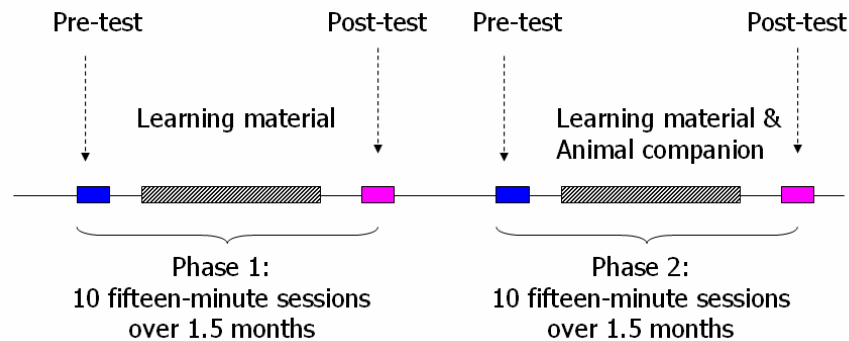 Pre-test
Post-test
Pre-test
Post-test
Learning material
Learning material &
Animal companion
Phase 1:
10 fifteen-minute sessions
over 1.5 months
Phase 2:
10 fifteen-minute sessions
over 1.5 months